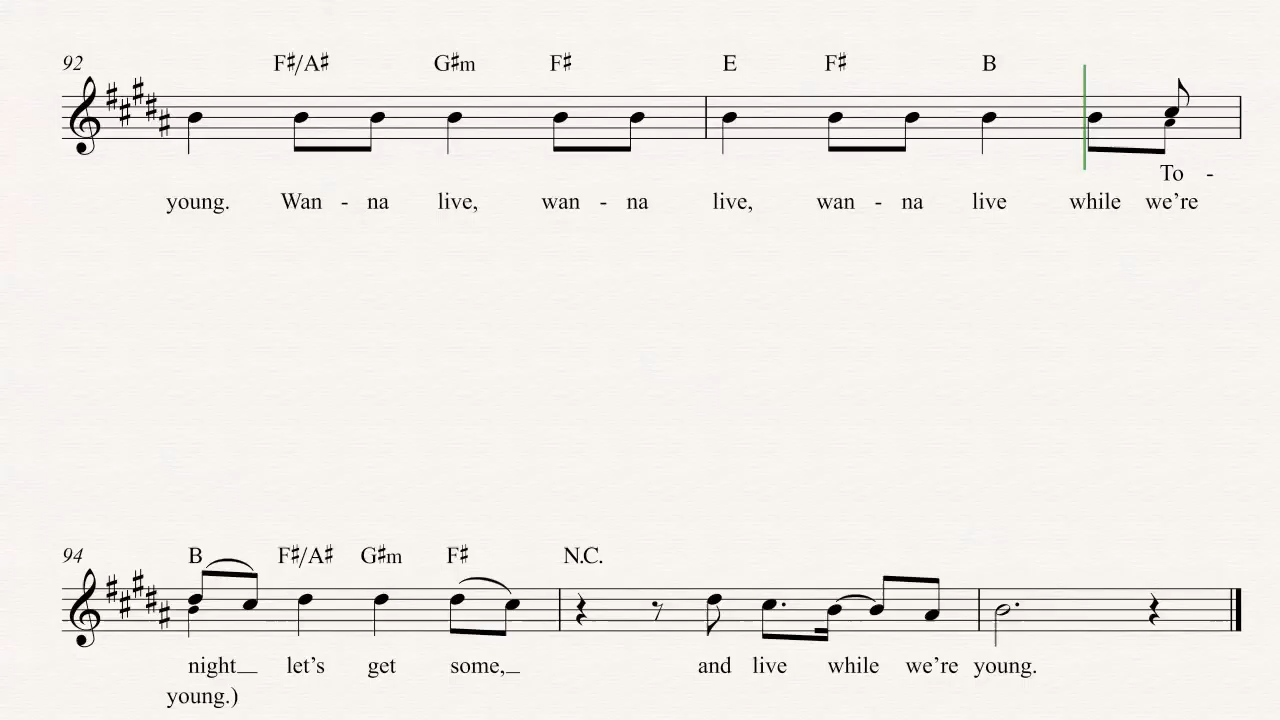 92 F♯/A♯ G♯m F♯ E F♯ B
To -
young. Wan - na live, wan - na live, wan - na live while we’re
94 B F♯/A♯ G♯m F♯ N.C.
night__ let’s get some,_ and live while we’re young.
young.)